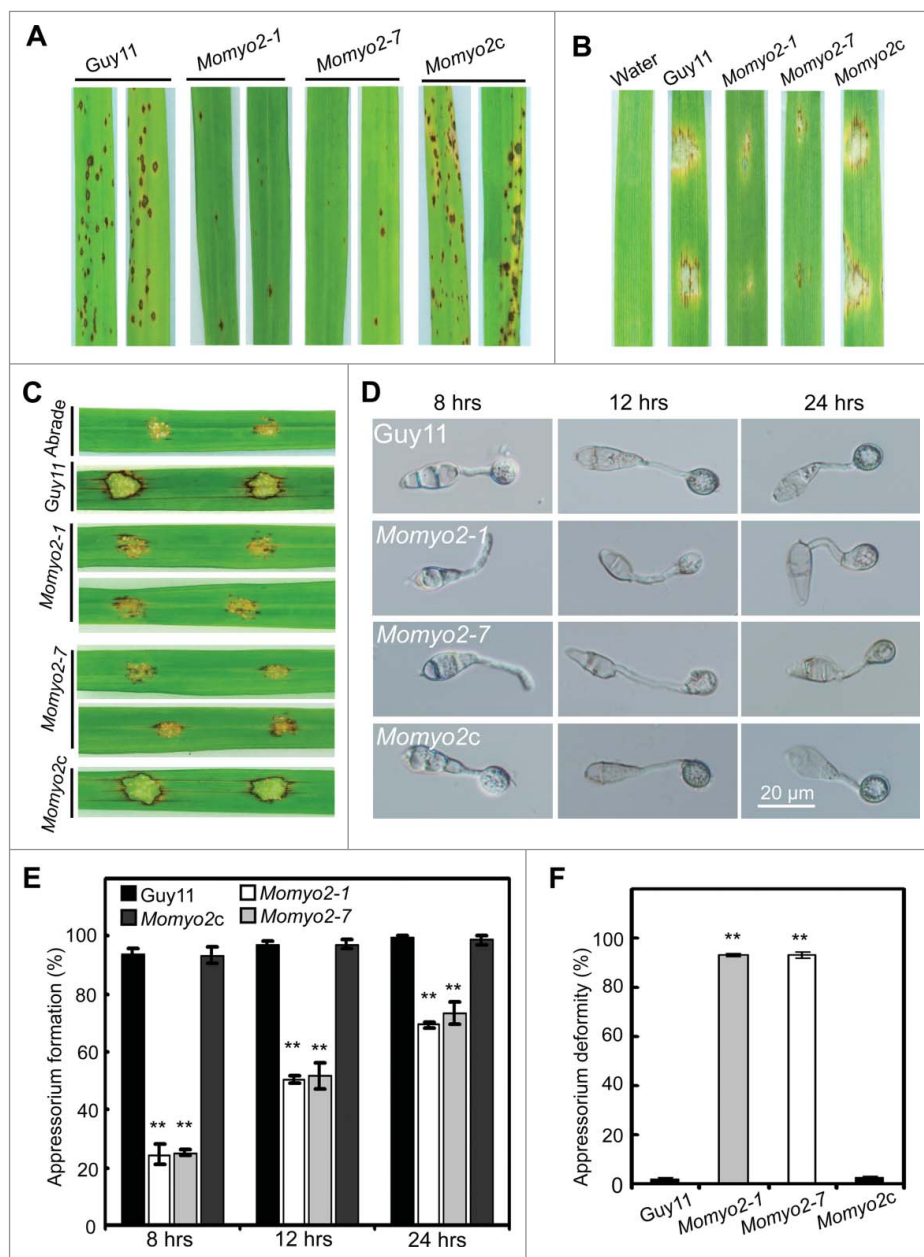 A
Guy11 Momyo2-1 Momyo2-7 Momyo2c
B
Water Guy11 Momyo2-1 Momyo2-7 Momyo2c
C
Abrade
Guy11
Momyo2-1
Momyo2-7
Momyo2c
D
8 hrs 12 hrs 24 hrs
Guy11
Momyo2-1
Momyo2-7
Momyo2c
20 μm
E
Guy11 Momyo2-1
Momyo2c Momyo2-7
Appressorium formation (%)
100
80
60
40
20
0
** **
** **
** **
8 hrs 12 hrs 24 hrs
F
Appressorium deformity (%)
100
80
60
40
20
0
** **
Guy11 Momyo2-1 Momyo2-7 Momyo2c